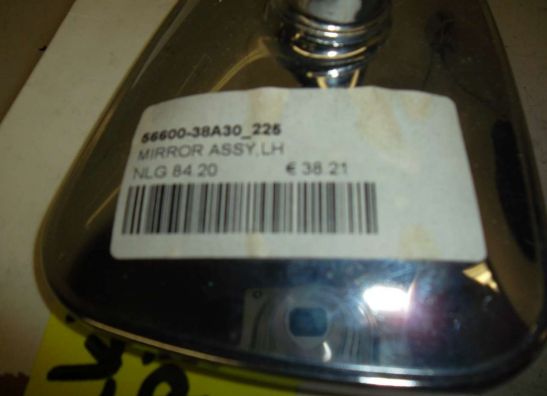 56600-38A30_225
MIRROR ASSY,LH
NLG 84.20 € 38.21